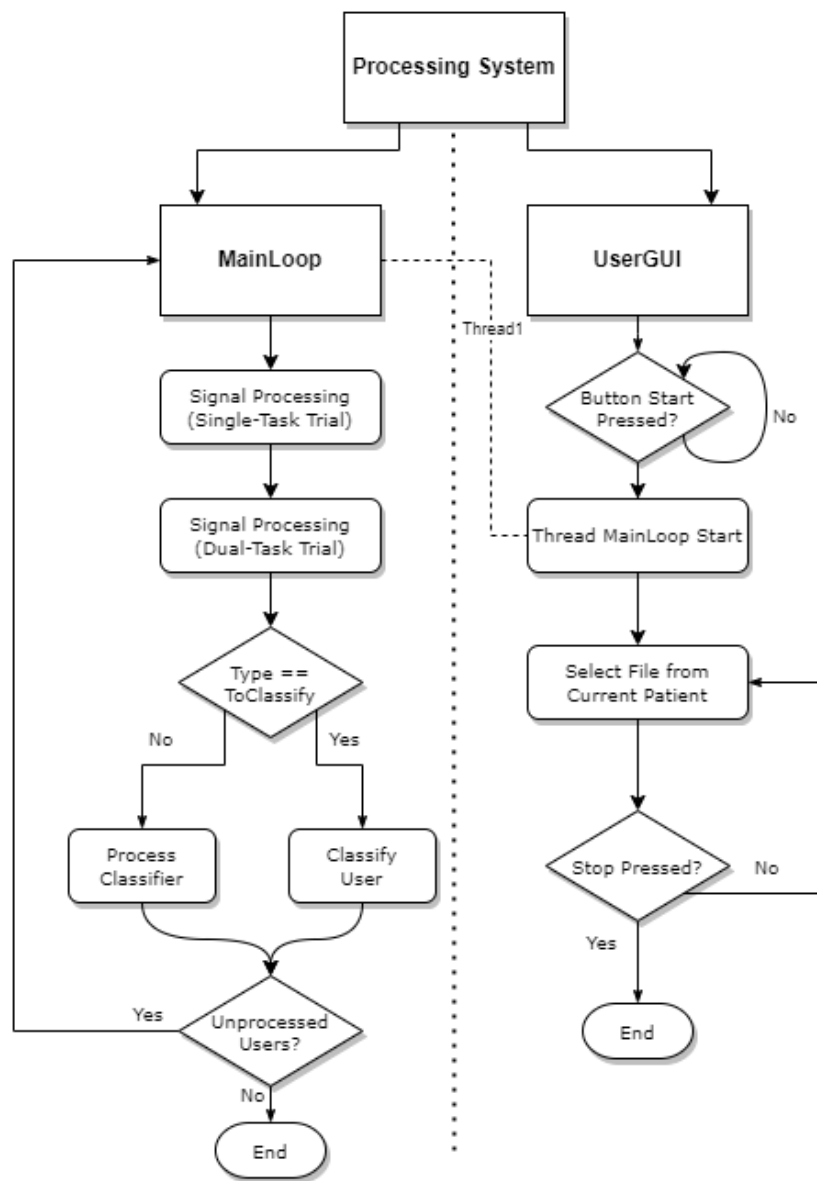 Processing System
MainLoop
UserGUI
Thread1
Signal Processing
(Single-Task Trial)
Button Start
Pressed?
No
Signal Processing
(Dual-Task Trial)
Thread MainLoop Start
Type ==
ToClassify
No
Yes
Select File from
Current Patient
Process
Classifier
Classify
User
Stop Pressed?
No
Yes
Unprocessed
Users?
Yes
No
End
End